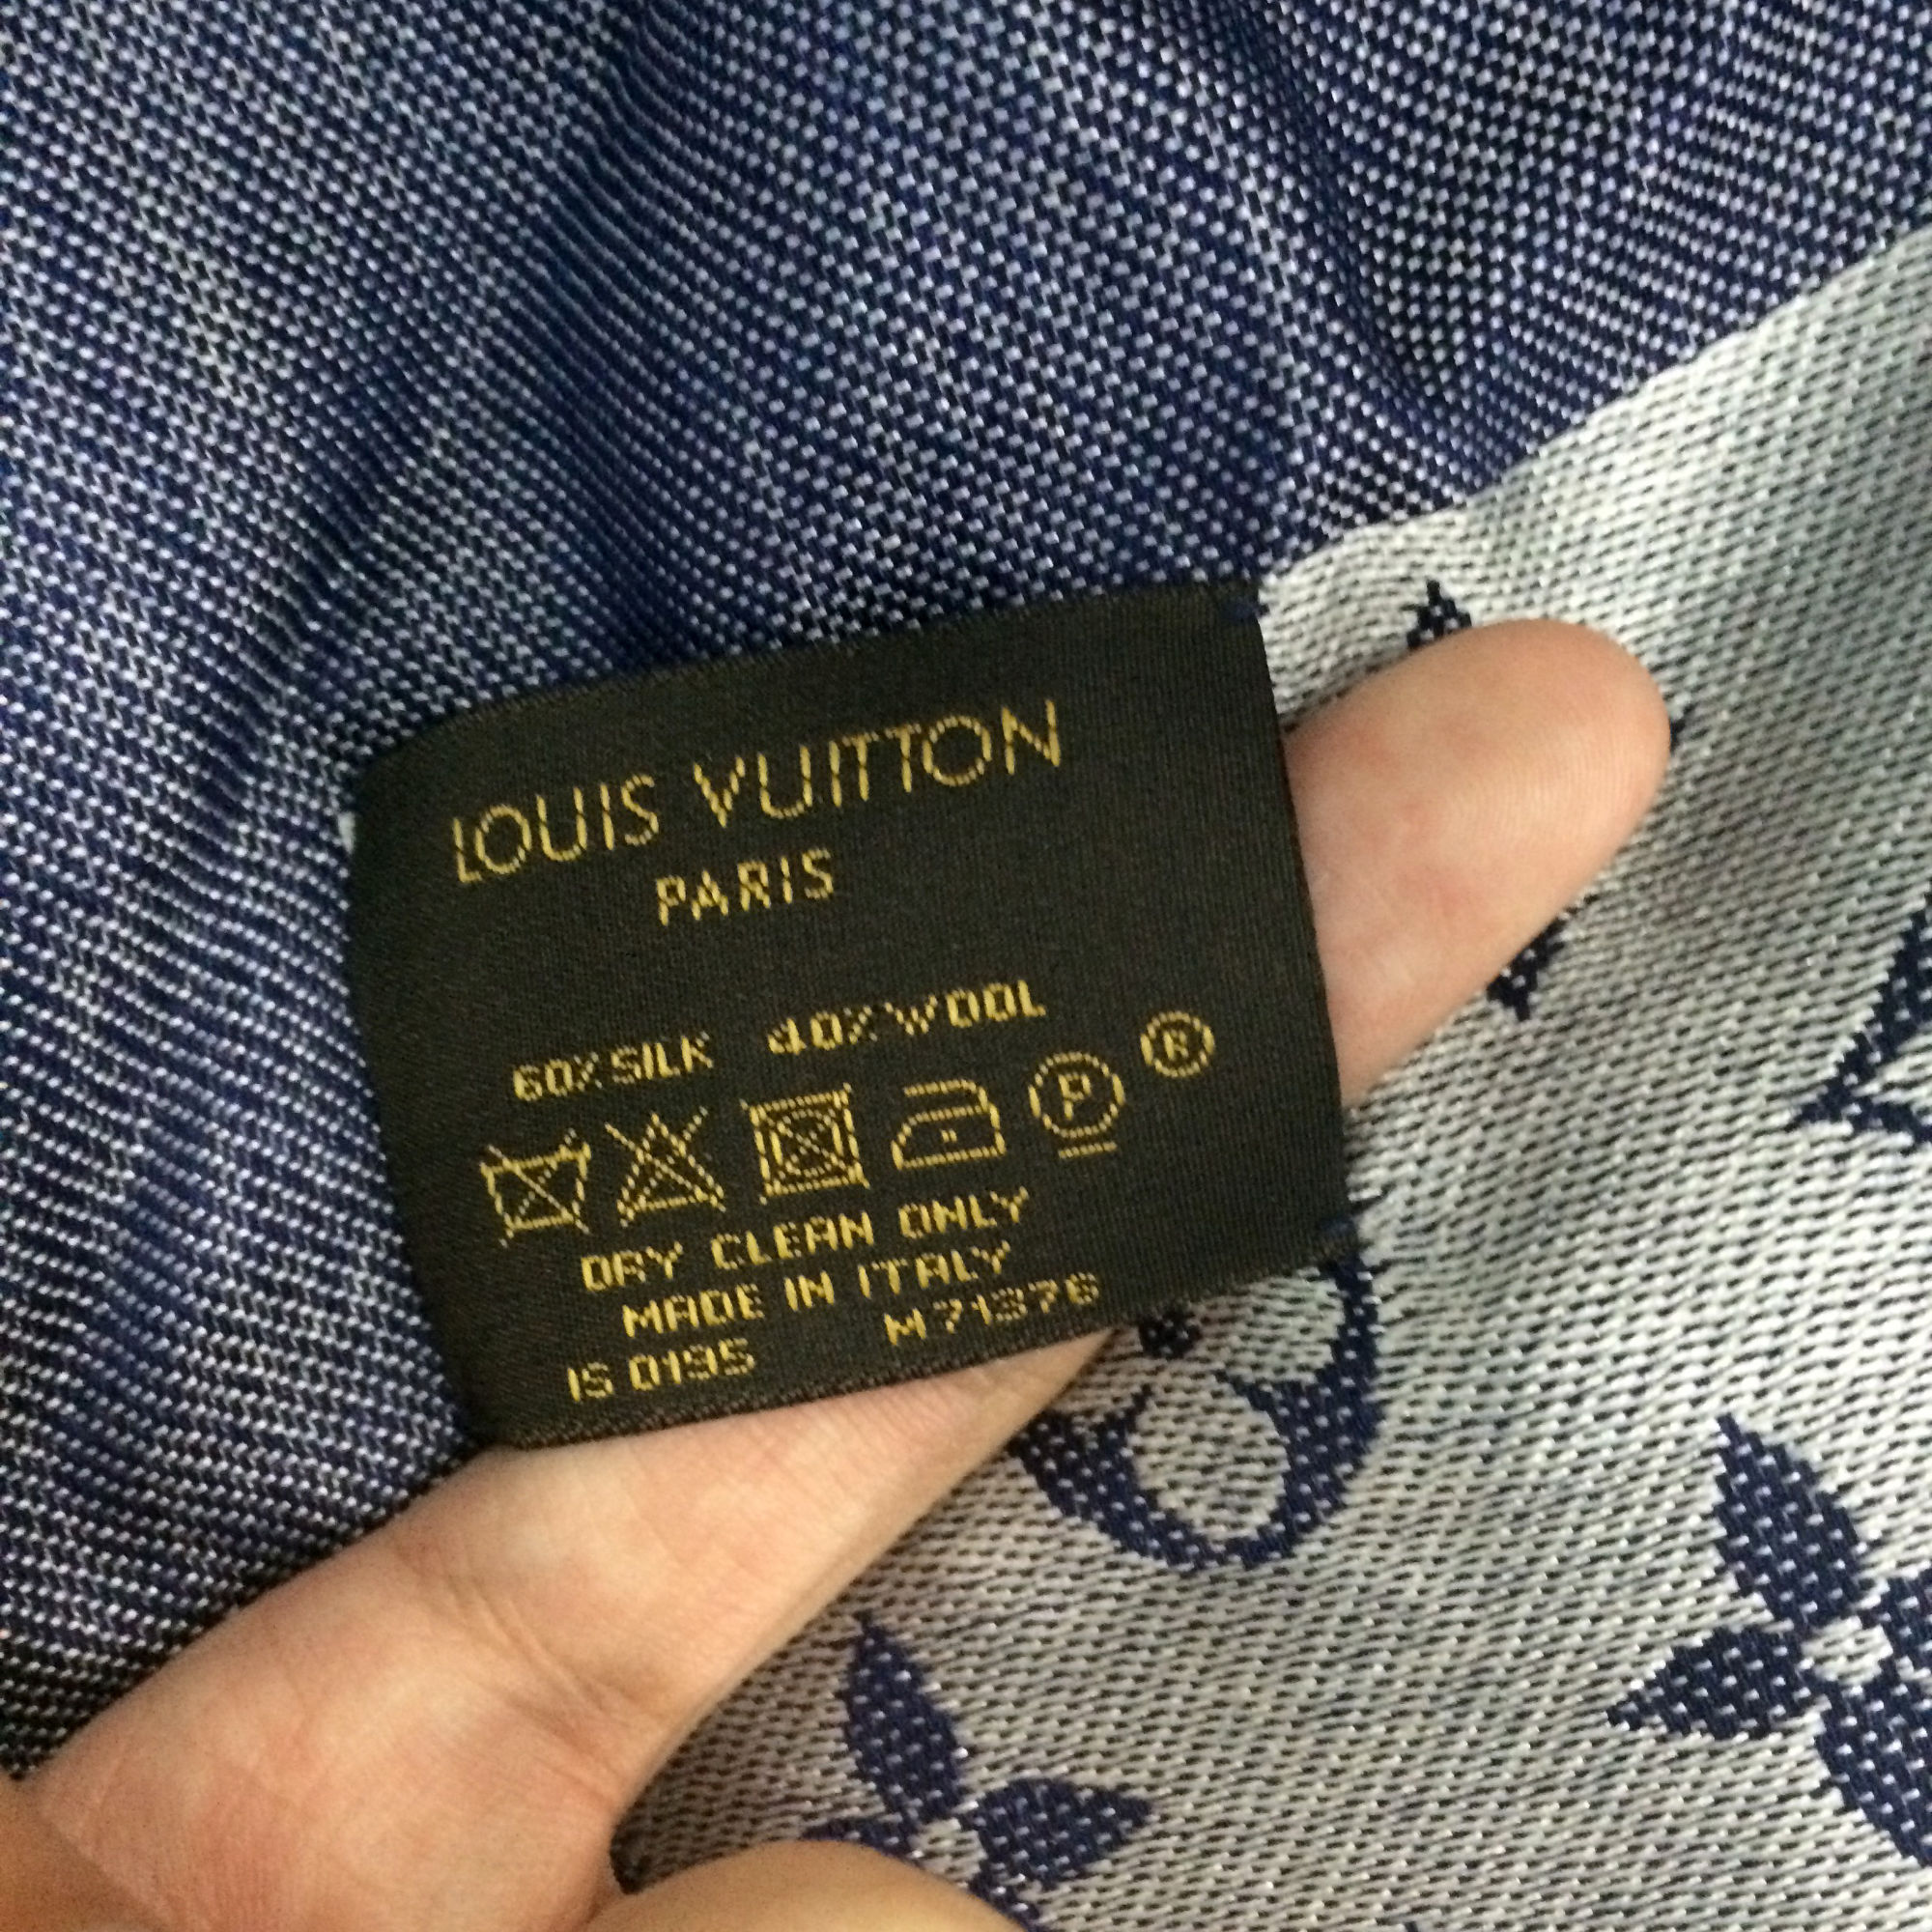 LOUIS VUITTON
PARIS
60% SILK 40% WOOL
P ®
DRY CLEAN ONLY
MADE IN ITALY
IS 0195 M71376